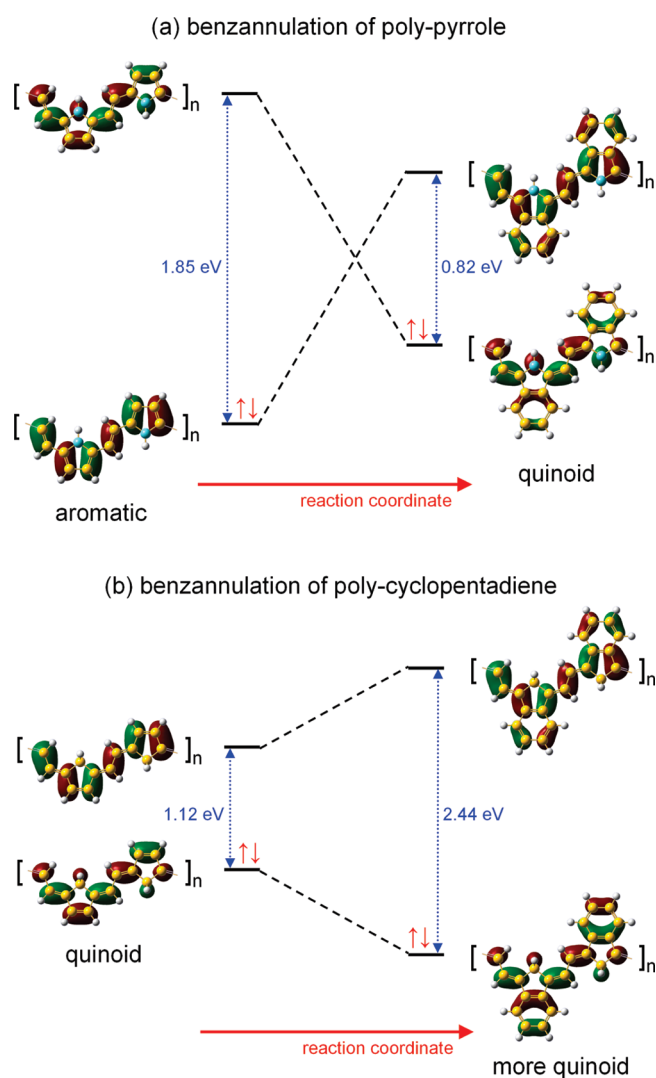 (a) benzannulation of poly-pyrrole
[ ]n
[ ]n
1.85 eV
0.82 eV
↑↓
[ ]n
[ ]n
↑↓
quinoid
aromatic
reaction coordinate
(b) benzannulation of poly-cyclopentadiene
[ ]n
[ ]n
1.12 eV
2.44 eV
↑↓
[ ]n
↑↓
[ ]n
quinoid
reaction coordinate
more quinoid